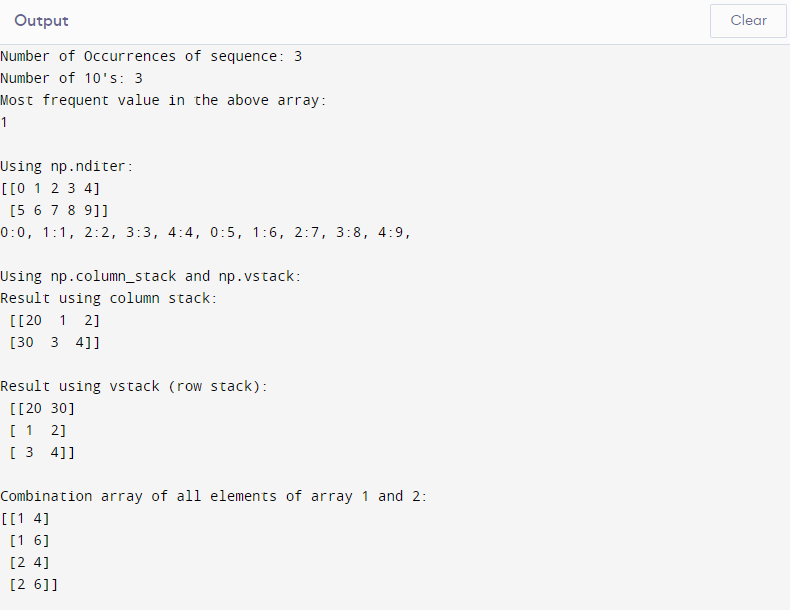 Output
Clear
Number of Occurrences of sequence: 3
Number of 10's: 3
Most frequent value in the above array:
1
Using np.nditer:
[[0 1 2 3 4]
 [5 6 7 8 9]]
0:0, 1:1, 2:2, 3:3, 4:4, 0:5, 1:6, 2:7, 3:8, 4:9,
Using np.column_stack and np.vstack:
Result using column stack:
 [[20  1  2]
 [30  3  4]]
Result using vstack (row stack):
 [[20 30]
 [ 1  2]
 [ 3  4]]
Combination array of all elements of array 1 and 2:
[[1 4]
 [1 6]
 [2 4]
 [2 6]]